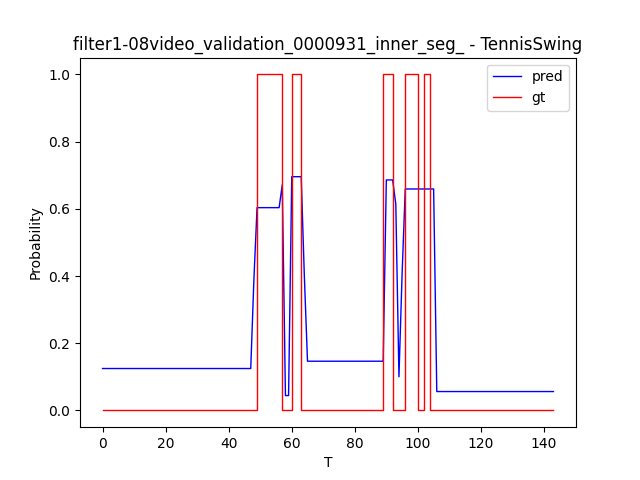 filter1-08video_validation_0000931_inner_seg_ - TennisSwing
pred
gt
1.0
0.8
0.6
0.4
0.2
0.0
Probability
0 20 40 60 80 100 120 140
T